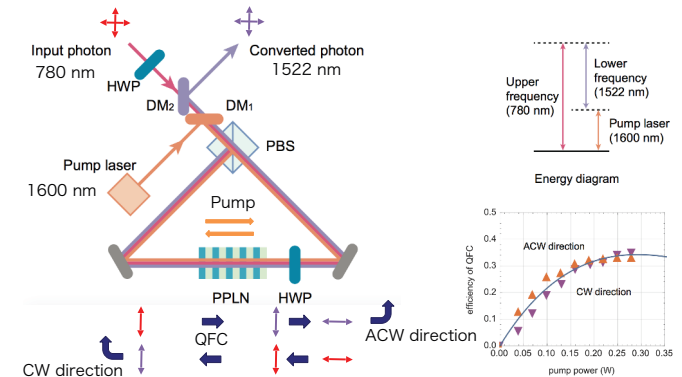 Input photon
780 nm
HWP
Converted photon
1522 nm
DM2
DM1
PBS
Pump laser
1600 nm
Pump
PPLN
HWP
QFC
CW direction
ACW direction
Upper
frequency
(780 nm)
Lower
frequency
(1522 nm)
Pump laser
(1600 nm)
Energy diagram
efficiency of QFC
0.5
0.4
0.3
0.2
0.1
0.0
ACW direction
CW direction
0.00 0.05 0.10 0.15 0.20 0.25 0.30 0.35
pump power (W)